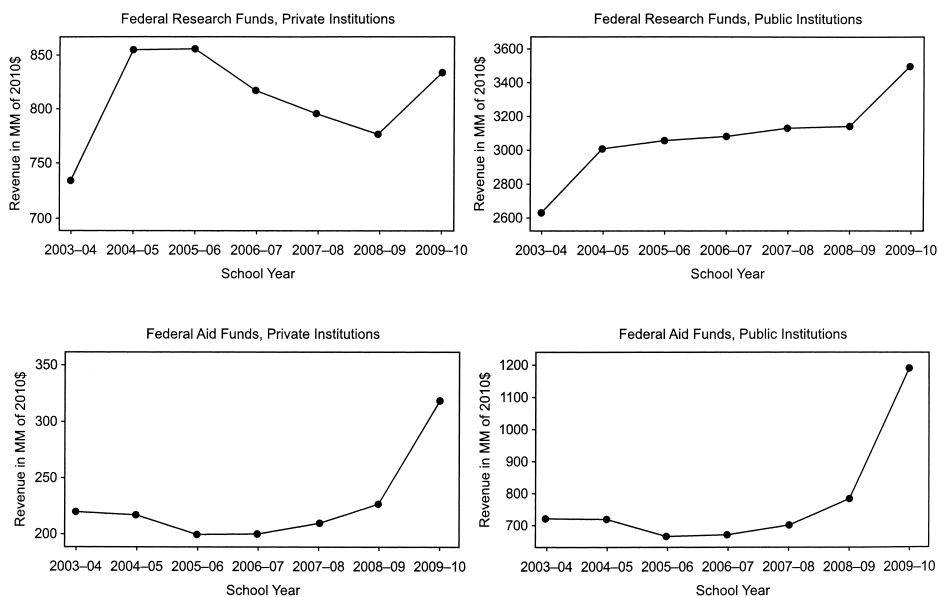 Federal Research Funds, Private Institutions
Revenue in MM of 2010$
850
800
750
700
2003–04 2004–05 2005–06 2006–07 2007–08 2008–09 2009–10
School Year
Federal Research Funds, Public Institutions
Revenue in MM of 2010$
3600
3400
3200
3000
2800
2600
2003–04 2004–05 2005–06 2006–07 2007–08 2008–09 2009–10
School Year
Federal Aid Funds, Private Institutions
Revenue in MM of 2010$
350
300
250
200
2003–04 2004–05 2005–06 2006–07 2007–08 2008–09 2009–10
School Year
Federal Aid Funds, Public Institutions
Revenue in MM of 2010$
1200
1100
1000
900
800
700
2003–04 2004–05 2005–06 2006–07 2007–08 2008–09 2009–10
School Year